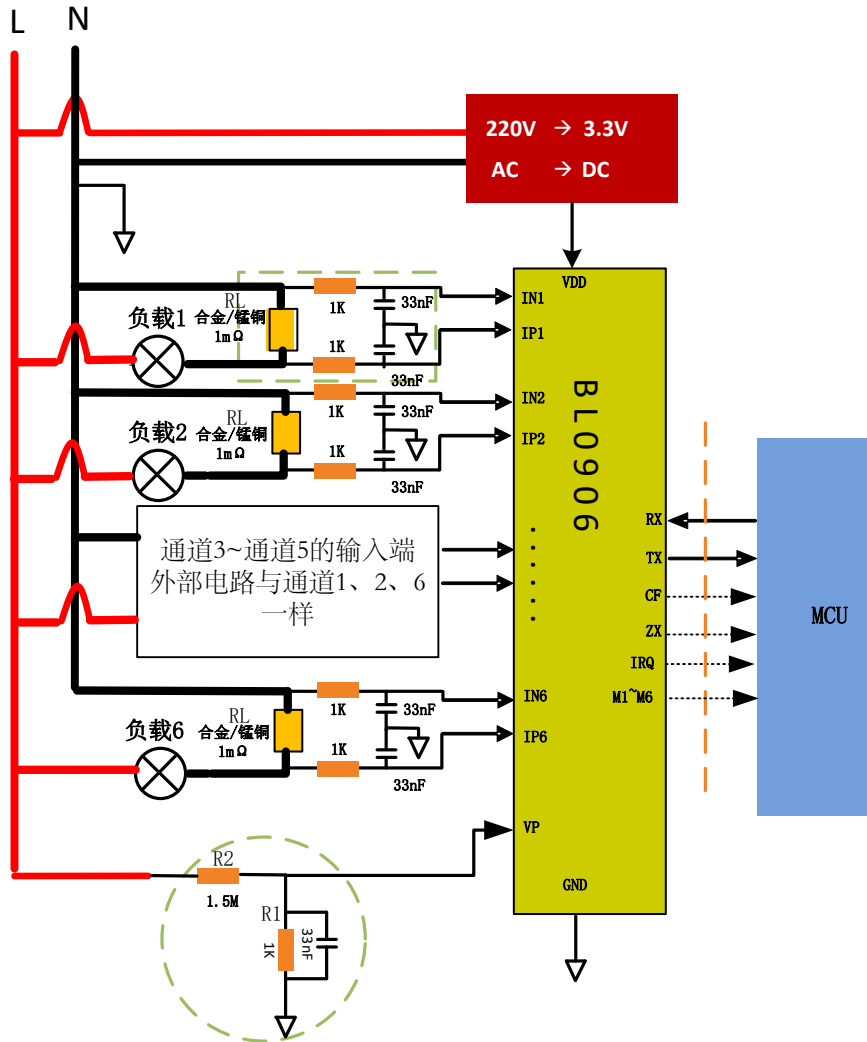 L N
220V → 3.3V
AC → DC
VDD
RL
合金/锰铜
1mΩ
负载1
1K
1K
33nF
33nF
IN1
IP1
RL
合金/锰铜
1mΩ
负载2
1K
1K
33nF
33nF
IN2
IP2
BL0906
通道3~通道5的输入端
外部电路与通道1、2、6
一样
RX
TX
CF
ZX
IRQ
M1~M6
MCU
RL
合金/锰铜
1mΩ
负载6
1K
1K
33nF
33nF
IN6
IP6
VP
GND
R2
1.5M
R1
1K
33nF